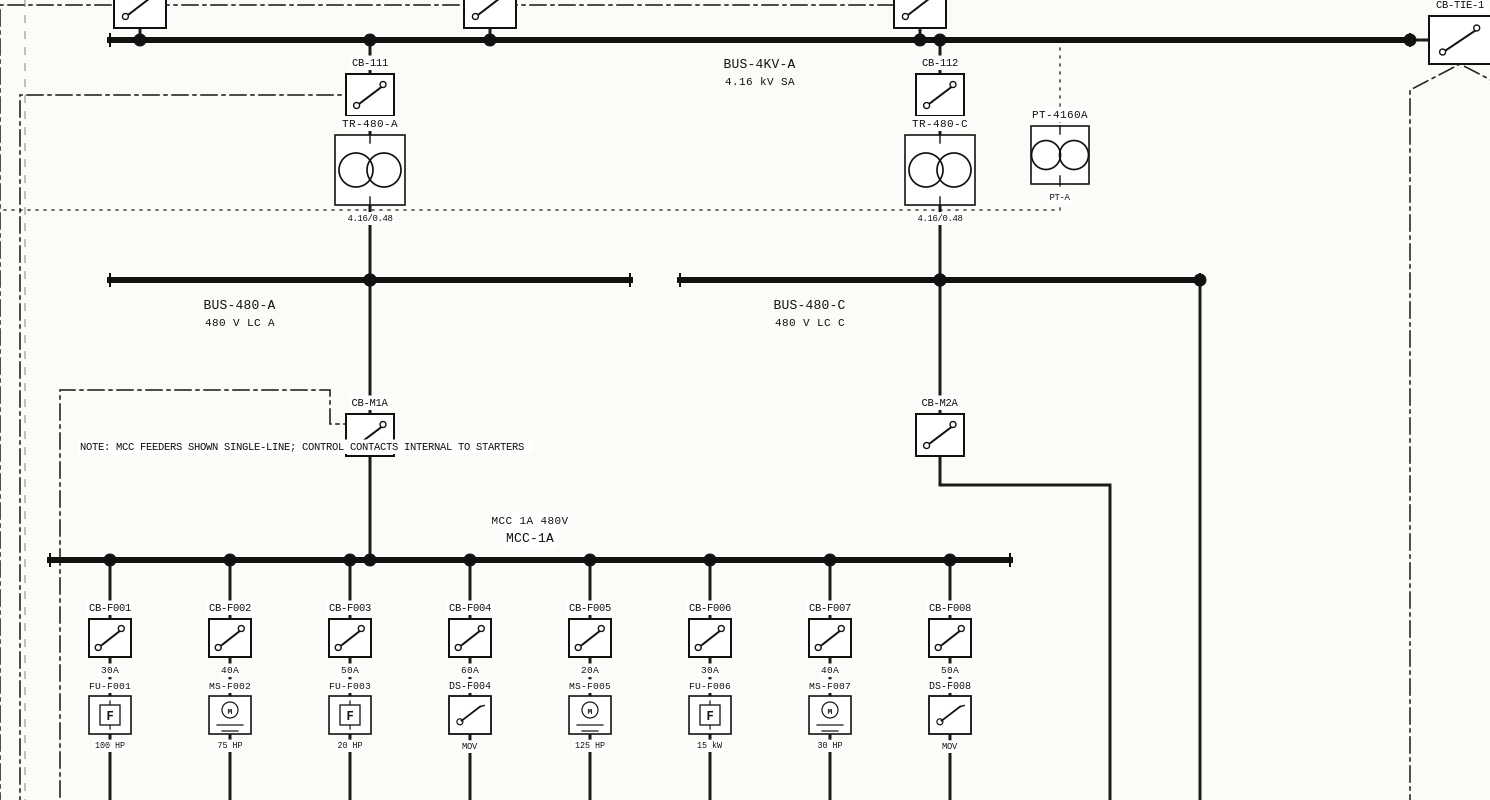 CB-TIE-1
CB-111
BUS-4KV-A
4.16 kV SA
CB-112
PT-4160A
TR-480-A
TR-480-C
PT-A
4.16/0.48
4.16/0.48
BUS-480-A
480 V LC A
BUS-480-C
480 V LC C
CB-M1A
CB-M2A
NOTE: MCC FEEDERS SHOWN SINGLE-LINE; CONTROL CONTACTS INTERNAL TO STARTERS
MCC 1A 480V
MCC-1A
CB-F001 CB-F002 CB-F003 CB-F004 CB-F005 CB-F006 CB-F007 CB-F008
30A 40A 50A 60A 20A 30A 40A 50A
FU-F001 MS-F002 FU-F003 DS-F004 MS-F005 FU-F006 MS-F007 DS-F008
F M F M F M
100 HP 75 HP 20 HP MOV 125 HP 15 kW 30 HP MOV